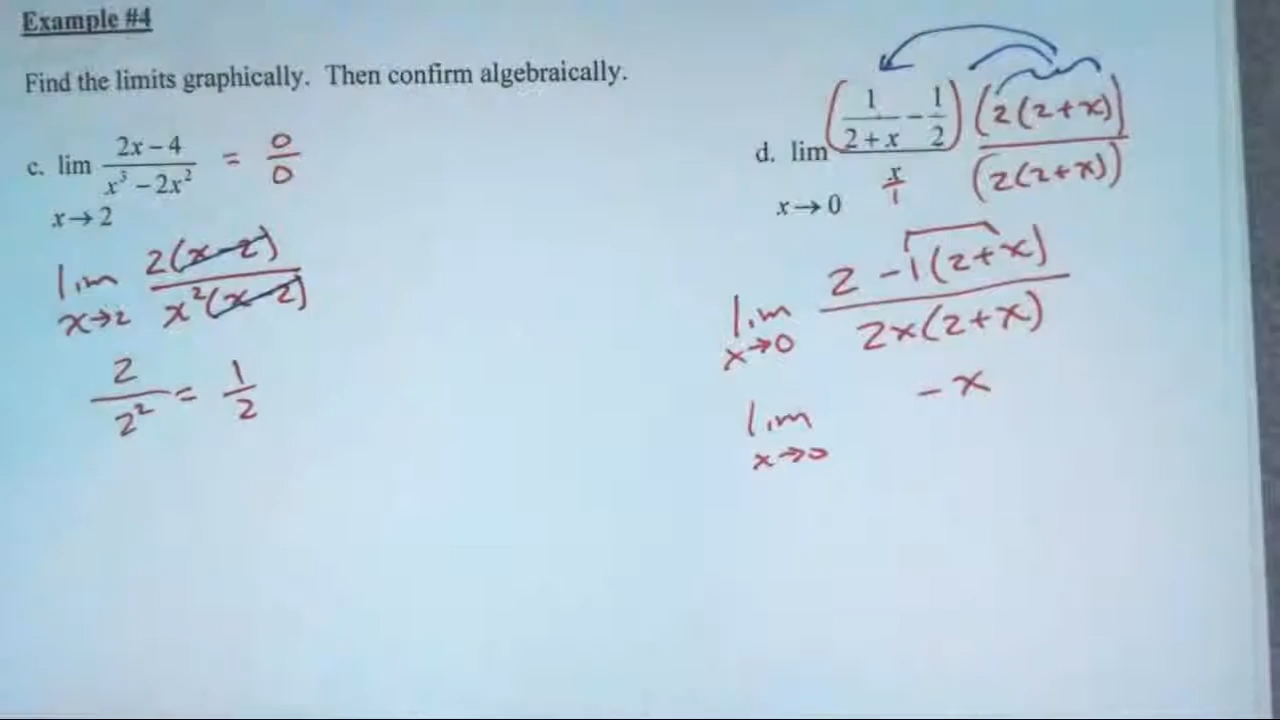 Example #4
Find the limits graphically. Then confirm algebraically.
c. lim (2x – 4)/(x³ – 2x²) = 0/0
x→2
lim x→2 2(x-2)/x²(x-2)
2/2² = 1/2
d. lim (1/(2+x) – 1/2)/(x/1) (2(2+x))/(2(2+x))
x→0
lim x→0 2 -1(2+x)/2x(2+x)
lim x→0 -x